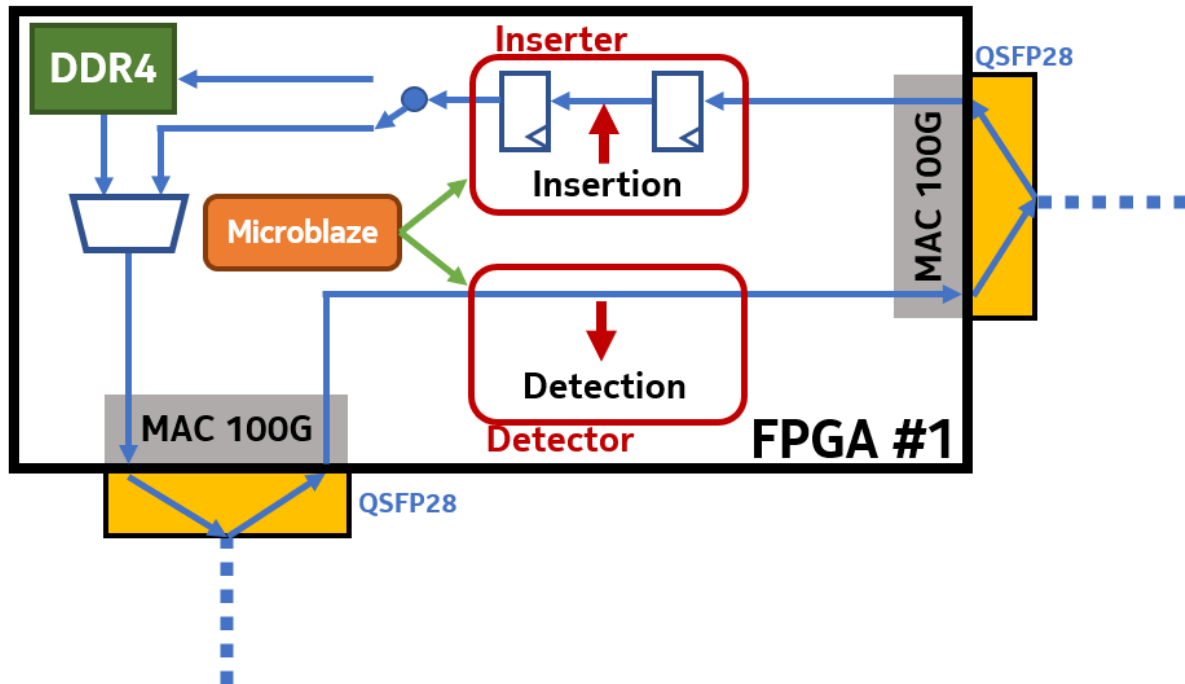 Inserter
QSFP28
DDR4
MAC 100G
Insertion
Microblaze
Detection
MAC 100G
Detector
FPGA #1
QSFP28